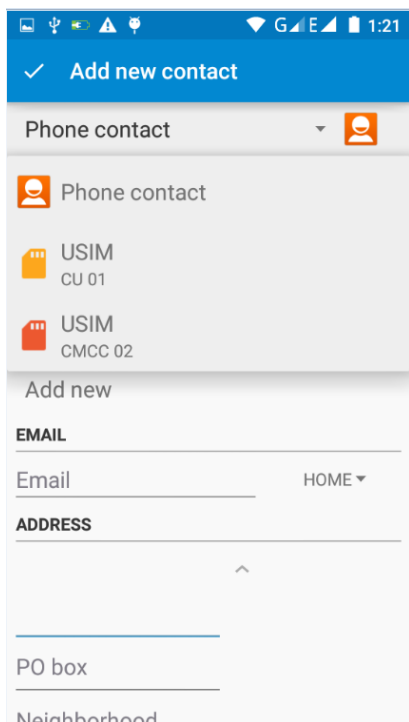 G E 1:21
Add new contact
Phone contact
Phone contact
USIM
CU 01
USIM
CMCC 02
Add new
EMAIL
Email HOME
ADDRESS
PO box
Neighborhood